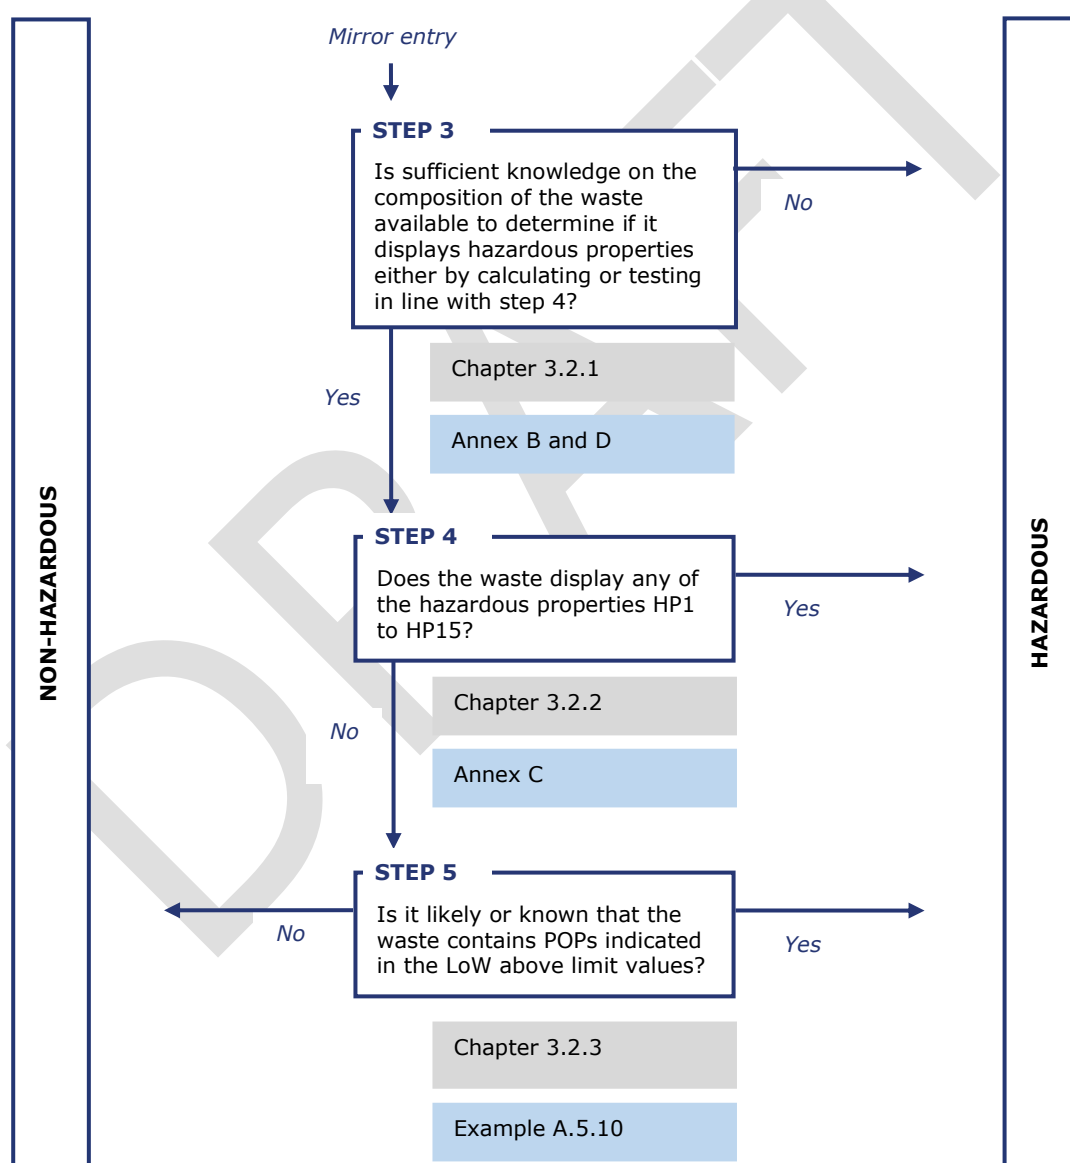 Mirror entry
STEP 3
Is sufficient knowledge on the
composition of the waste
available to determine if it
displays hazardous properties
either by calculating or testing
in line with step 4?
No
Chapter 3.2.1
Yes
Annex B and D
NON-HAZARDOUS
HAZARDOUS
STEP 4
Does the waste display any of
the hazardous properties HP1
to HP15?
Yes
Chapter 3.2.2
No
Annex C
STEP 5
Is it likely or known that the
waste contains POPs indicated
in the LoW above limit values?
No
Yes
Chapter 3.2.3
Example A.5.10
DRAFT